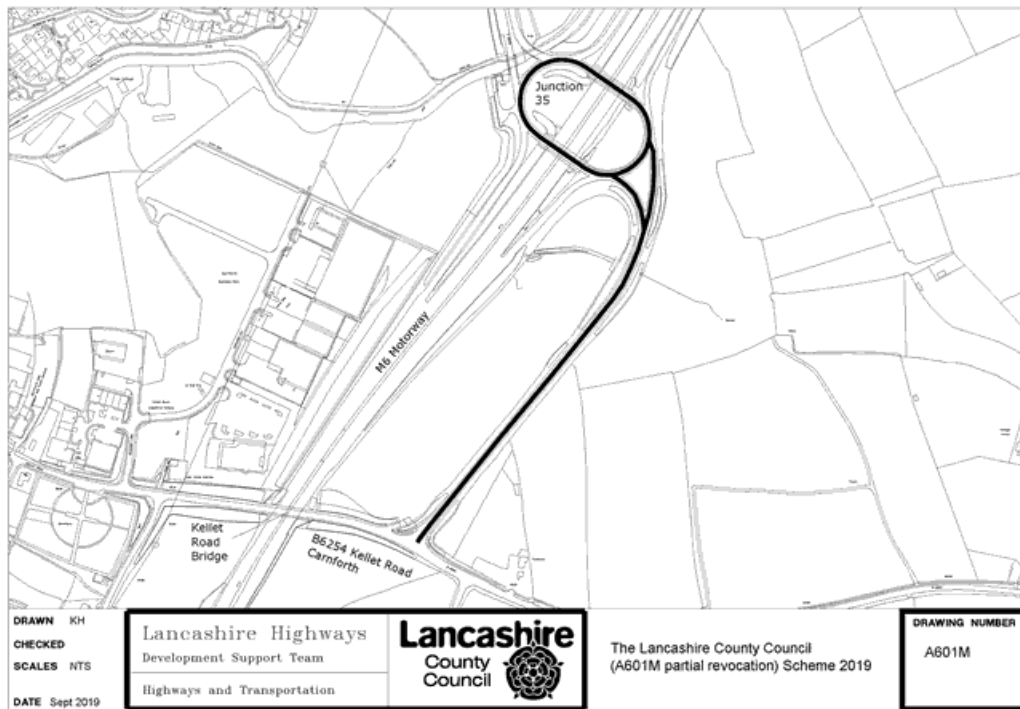 Junction
35
M6 Motorway
Kellet
Road
Bridge
B6254 Kellet Road
Carnforth
DRAWN KH
CHECKED
SCALES NTS
DATE Sept 2019
Lancashire Highways
Development Support Team
Highways and Transportation
Lancashire
County
Council
The Lancashire County Council
(A601M partial revocation) Scheme 2019
DRAWING NUMBER
A601M